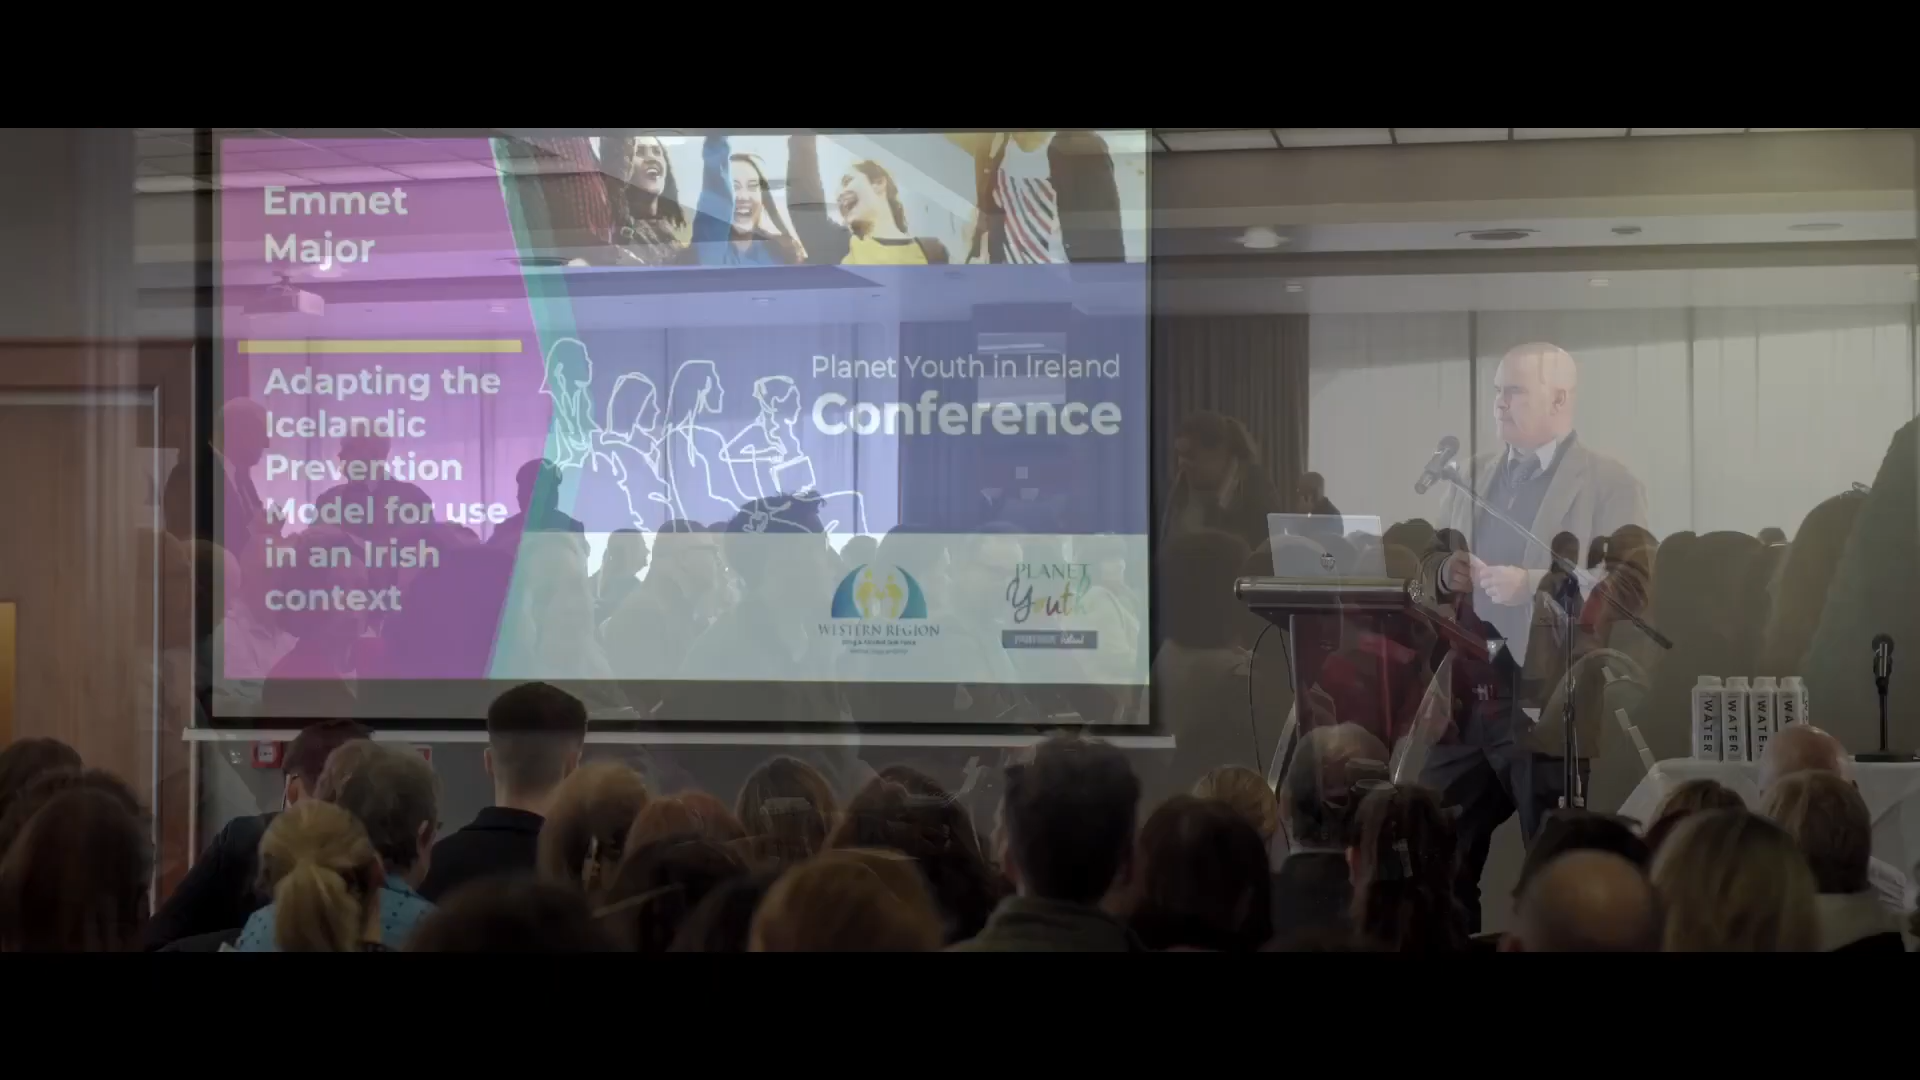 Emmet
Major
Adapting the
Icelandic
Prevention
Model for use
in an Irish
context
Planet Youth in Ireland
Conference
WESTERN REGION
PLANET
Youth
WATER
WATER
WATER
WA